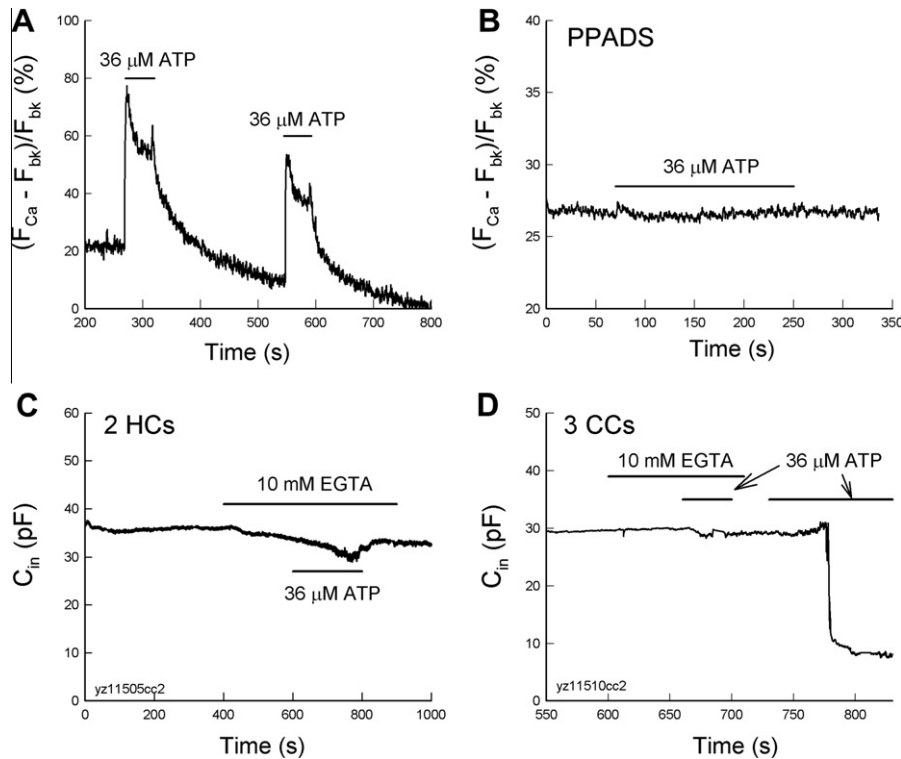 A
(F_Ca - F_bk)/F_bk (%)
100
80
60
40
20
0
36 μM ATP
36 μM ATP
200 300 400 500 600 700 800
Time (s)
B
PPADS
(F_Ca - F_bk)/F_bk (%)
40
35
30
25
20
36 μM ATP
0 50 100 150 200 250 300 350
Time (s)
C
2 HCs
C_in (pF)
60
50
40
30
20
10
0
10 mM EGTA
36 μM ATP
yz11505cc2
0 200 400 600 800 1000
Time (s)
D
3 CCs
C_in (pF)
50
40
30
20
10
0
10 mM EGTA
36 μM ATP
yz11510cc2
550 600 650 700 750 800
Time (s)